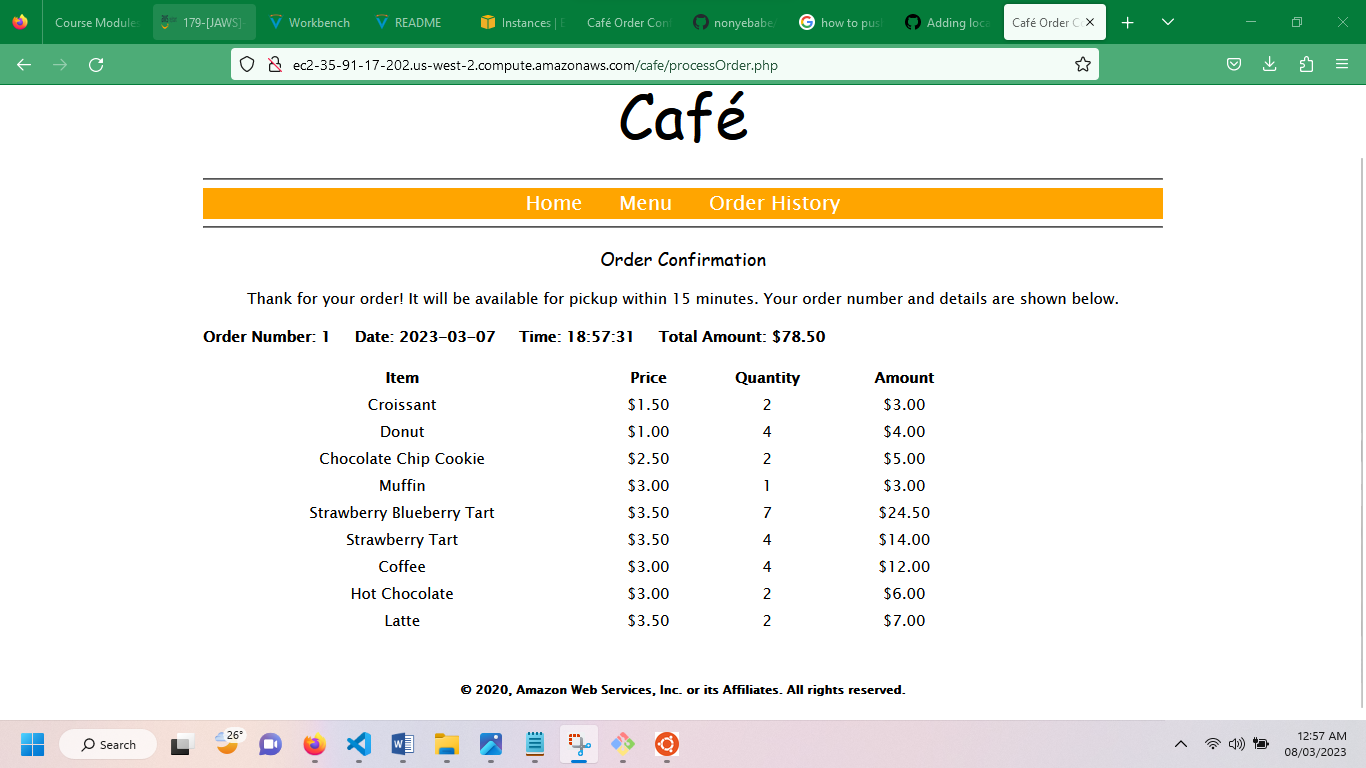 Course Module
179-[JAWS]-
Workbench
README
Instances | E
Café Order Con
nonyebabe/
how to pus
Adding loca
Café Order C
ec2-35-91-17-202.us-west-2.compute.amazonaws.com/cafe/processOrder.php
Café
Home Menu Order History
Order Confirmation
Thank for your order! It will be available for pickup within 15 minutes. Your order number and details are shown below.
Order Number: 1 Date: 2023-03-07 Time: 18:57:31 Total Amount: $78.50
Item Price Quantity Amount
Croissant $1.50 2 $3.00
Donut $1.00 4 $4.00
Chocolate Chip Cookie $2.50 2 $5.00
Muffin $3.00 1 $3.00
Strawberry Blueberry Tart $3.50 7 $24.50
Strawberry Tart $3.50 4 $14.00
Coffee $3.00 4 $12.00
Hot Chocolate $3.00 2 $6.00
Latte $3.50 2 $7.00
© 2020, Amazon Web Services, Inc. or its Affiliates. All rights reserved.
Search
26°
12:57 AM
08/03/2023